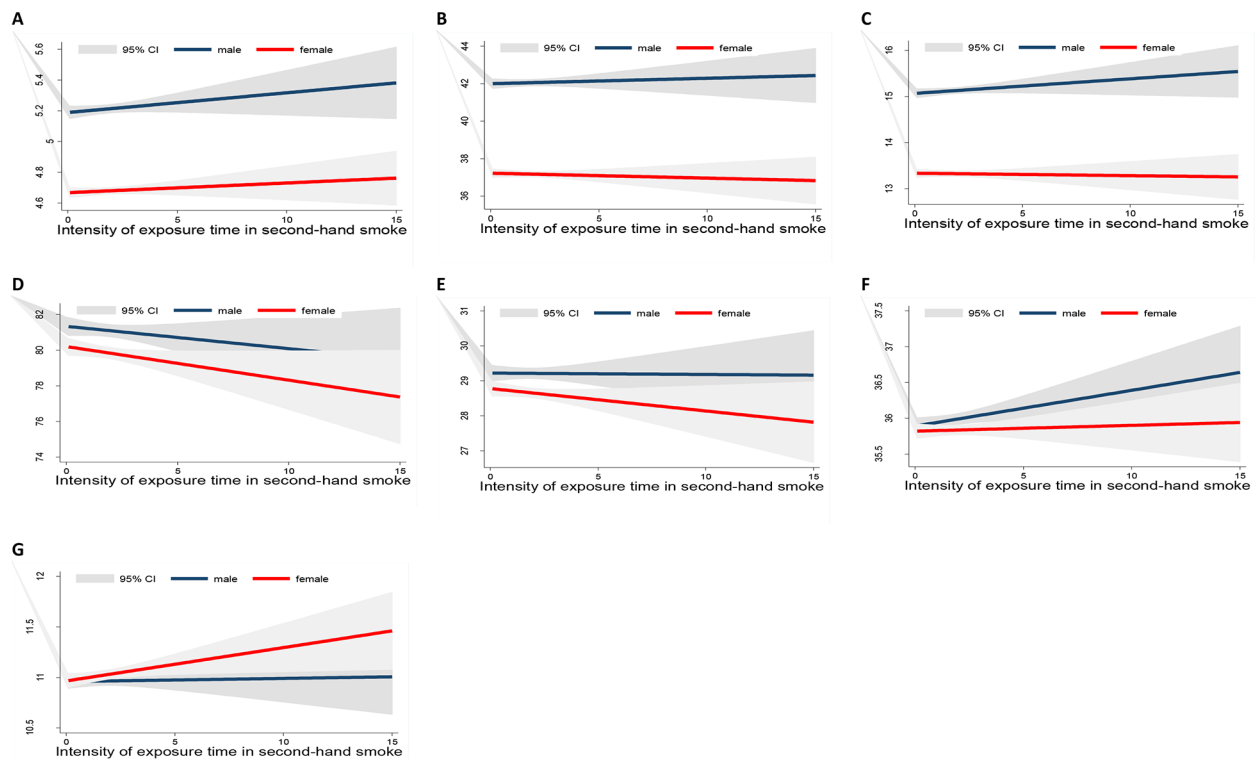 A
95% CI male female
5.6
5.4
5.2
5
4.8
4.6
0 5 10 15
Intensity of exposure time in second-hand smoke
B
95% CI male female
44
42
40
38
36
0 5 10 15
Intensity of exposure time in second-hand smoke
C
95% CI male female
16
15
14
13
0 5 10 15
Intensity of exposure time in second-hand smoke
D
95% CI male female
82
80
78
76
74
0 5 10 15
Intensity of exposure time in second-hand smoke
E
95% CI male female
31
30
29
28
27
0 5 10 15
Intensity of exposure time in second-hand smoke
F
95% CI male female
37.5
37
36.5
36
35.5
0 5 10 15
Intensity of exposure time in second-hand smoke
G
95% CI male female
12
11.5
11
10.5
0 5 10 15
Intensity of exposure time in second-hand smoke